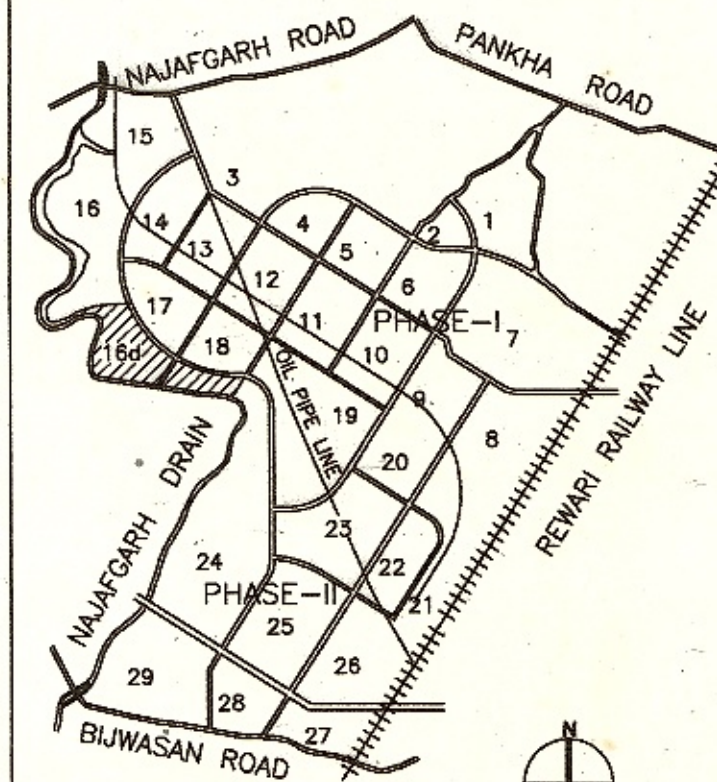 NAJAFGARH ROAD
PANKHA ROAD
15
3
16
14
4
2
1
13
5
12
6
17
11
PHASE-I
7
16d
18
10
OIL PIPE LINE
19
9
8
REWARI RAILWAY LINE
20
NAJAFGARH DRAIN
23
24
22
PHASE-II
21
25
26
29
28
27
BIJWASAN ROAD
N